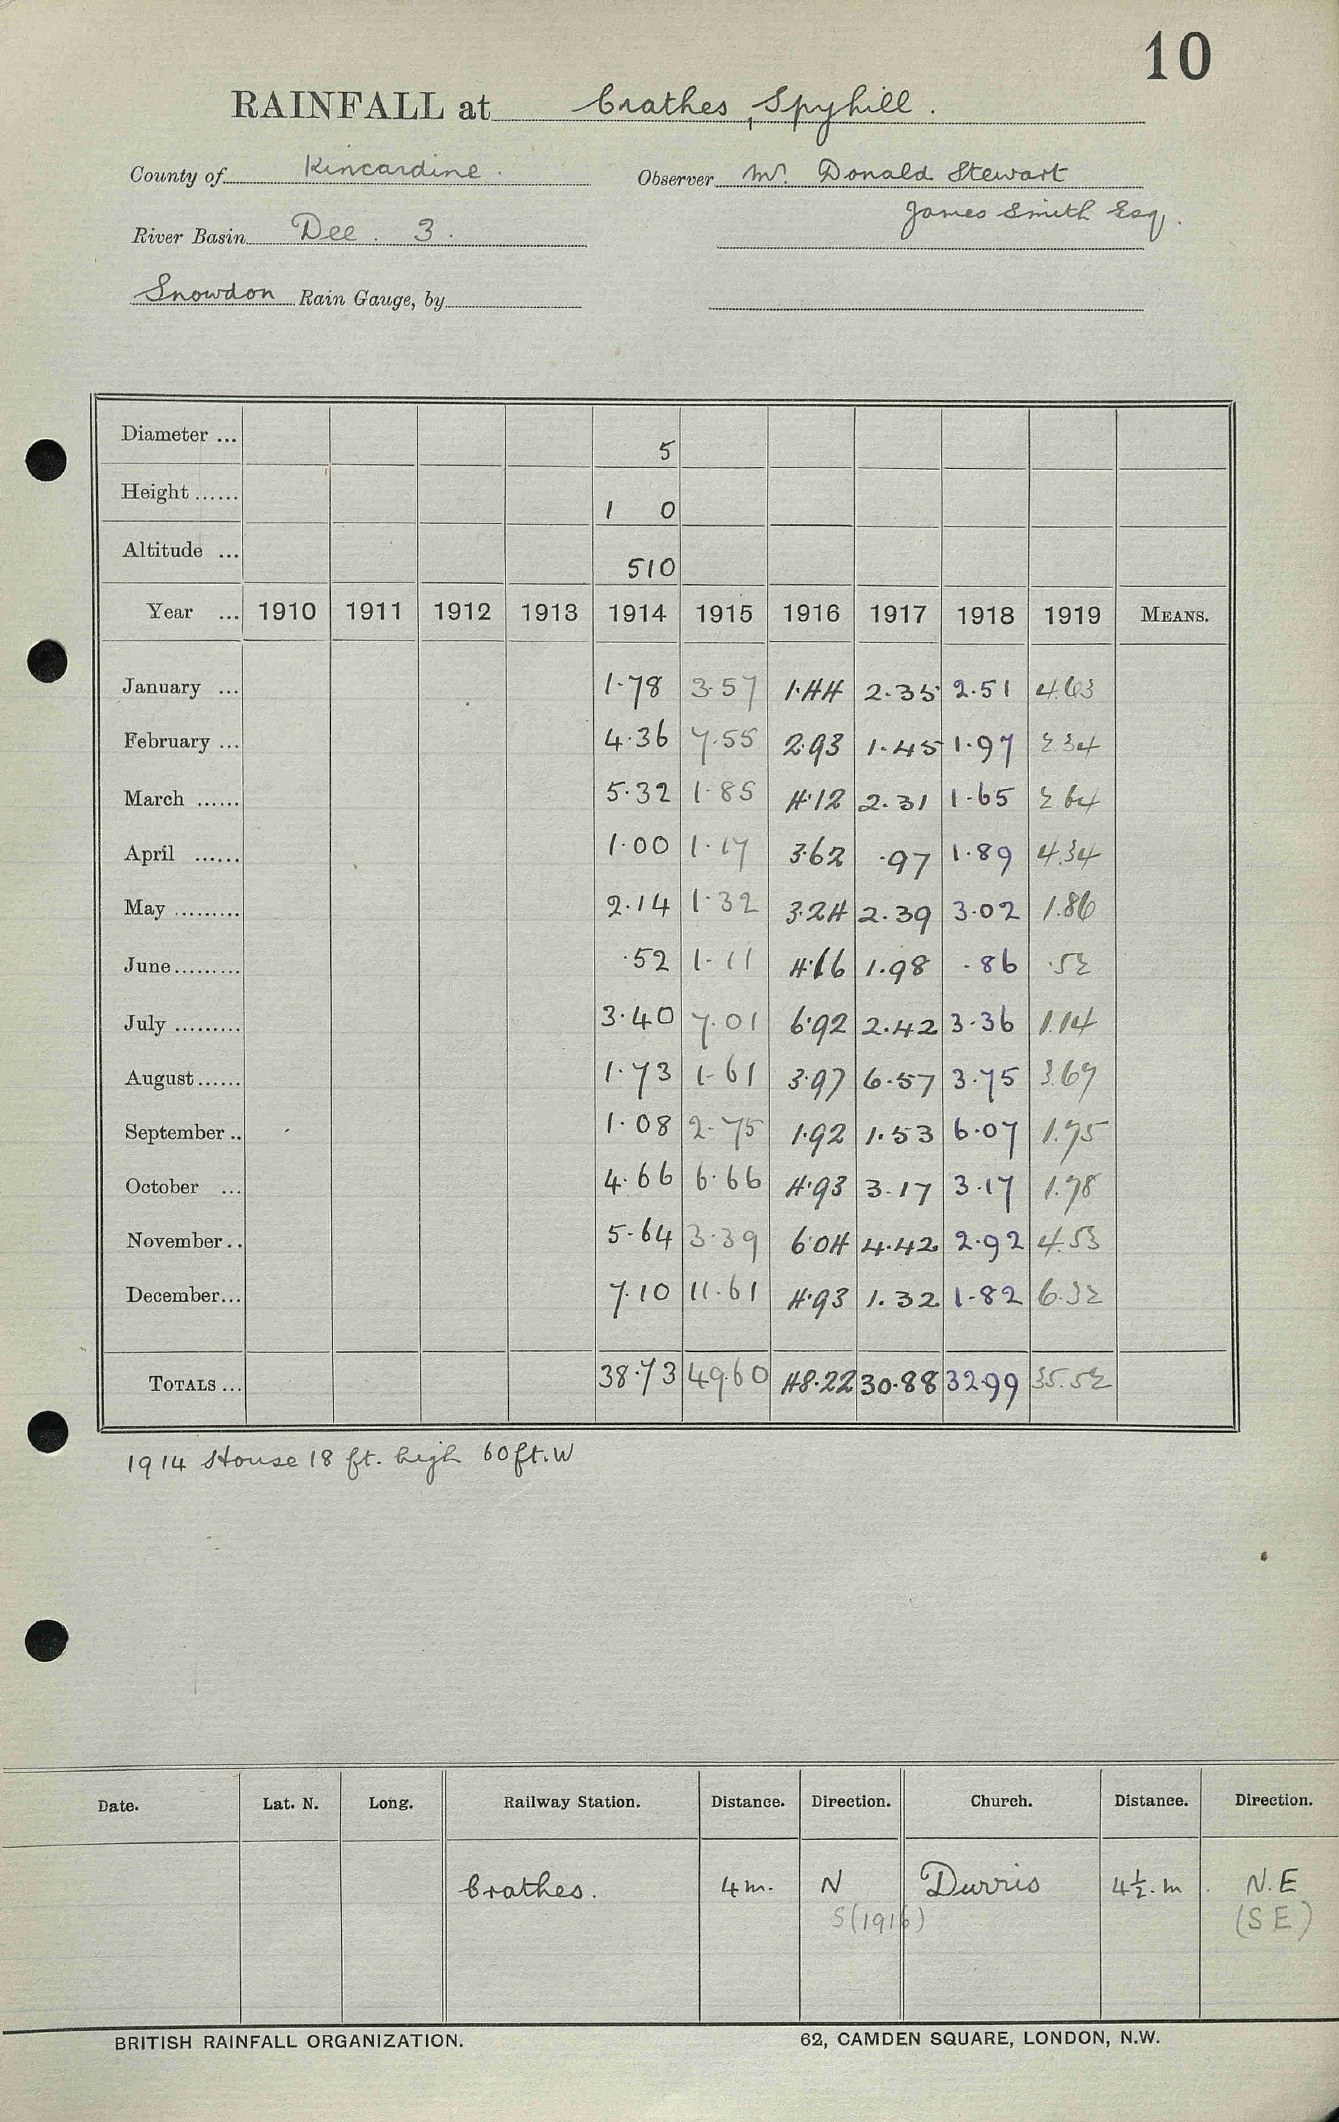 10
RAINFALL at Crathes, Spyhill.
County of Kincardine. Observer Mr. Donald Stewart
James Smith Esq.
River Basin Dee. 3.
Snowdon Rain Gauge, by
Diameter ... 5
Height ...... 1 0
Altitude ... 510
Year ... 1910 1911 1912 1913 1914 1915 1916 1917 1918 1919 MEANS.
January ... 1.78 3.57 1.44 2.35 2.51 4.63
February ... 4.36 7.55 2.93 1.45 1.97 2.34
March ...... 5.32 1.85 4.12 2.31 1.65 2.64
April ...... 1.00 1.17 3.62 .97 1.89 4.34
May ......... 2.14 1.32 3.24 2.39 3.02 1.86
June......... .52 1.11 4.16 1.98 .86 .52
July ......... 3.40 7.01 6.92 2.42 3.36 1.14
August...... 1.73 1.61 3.97 6.57 3.75 3.67
September .. 1.08 2.75 1.92 1.53 6.07 1.75
October ... 4.66 6.66 4.93 3.17 3.17 1.78
November .. 5.64 3.39 6.04 4.42 2.92 4.53
December... 7.10 11.61 4.93 1.32 1.82 6.32
TOTALS ... 38.73 49.60 48.22 30.88 32.99 35.52
1914 House 18 ft. high 60 ft. W
Date. Lat. N. Long. Railway Station. Distance. Direction. Church. Distance. Direction.
Crathes. 4 m. N Durris 4½. m. N.E
S (1916) (S E)
BRITISH RAINFALL ORGANIZATION. 62, CAMDEN SQUARE, LONDON, N.W.